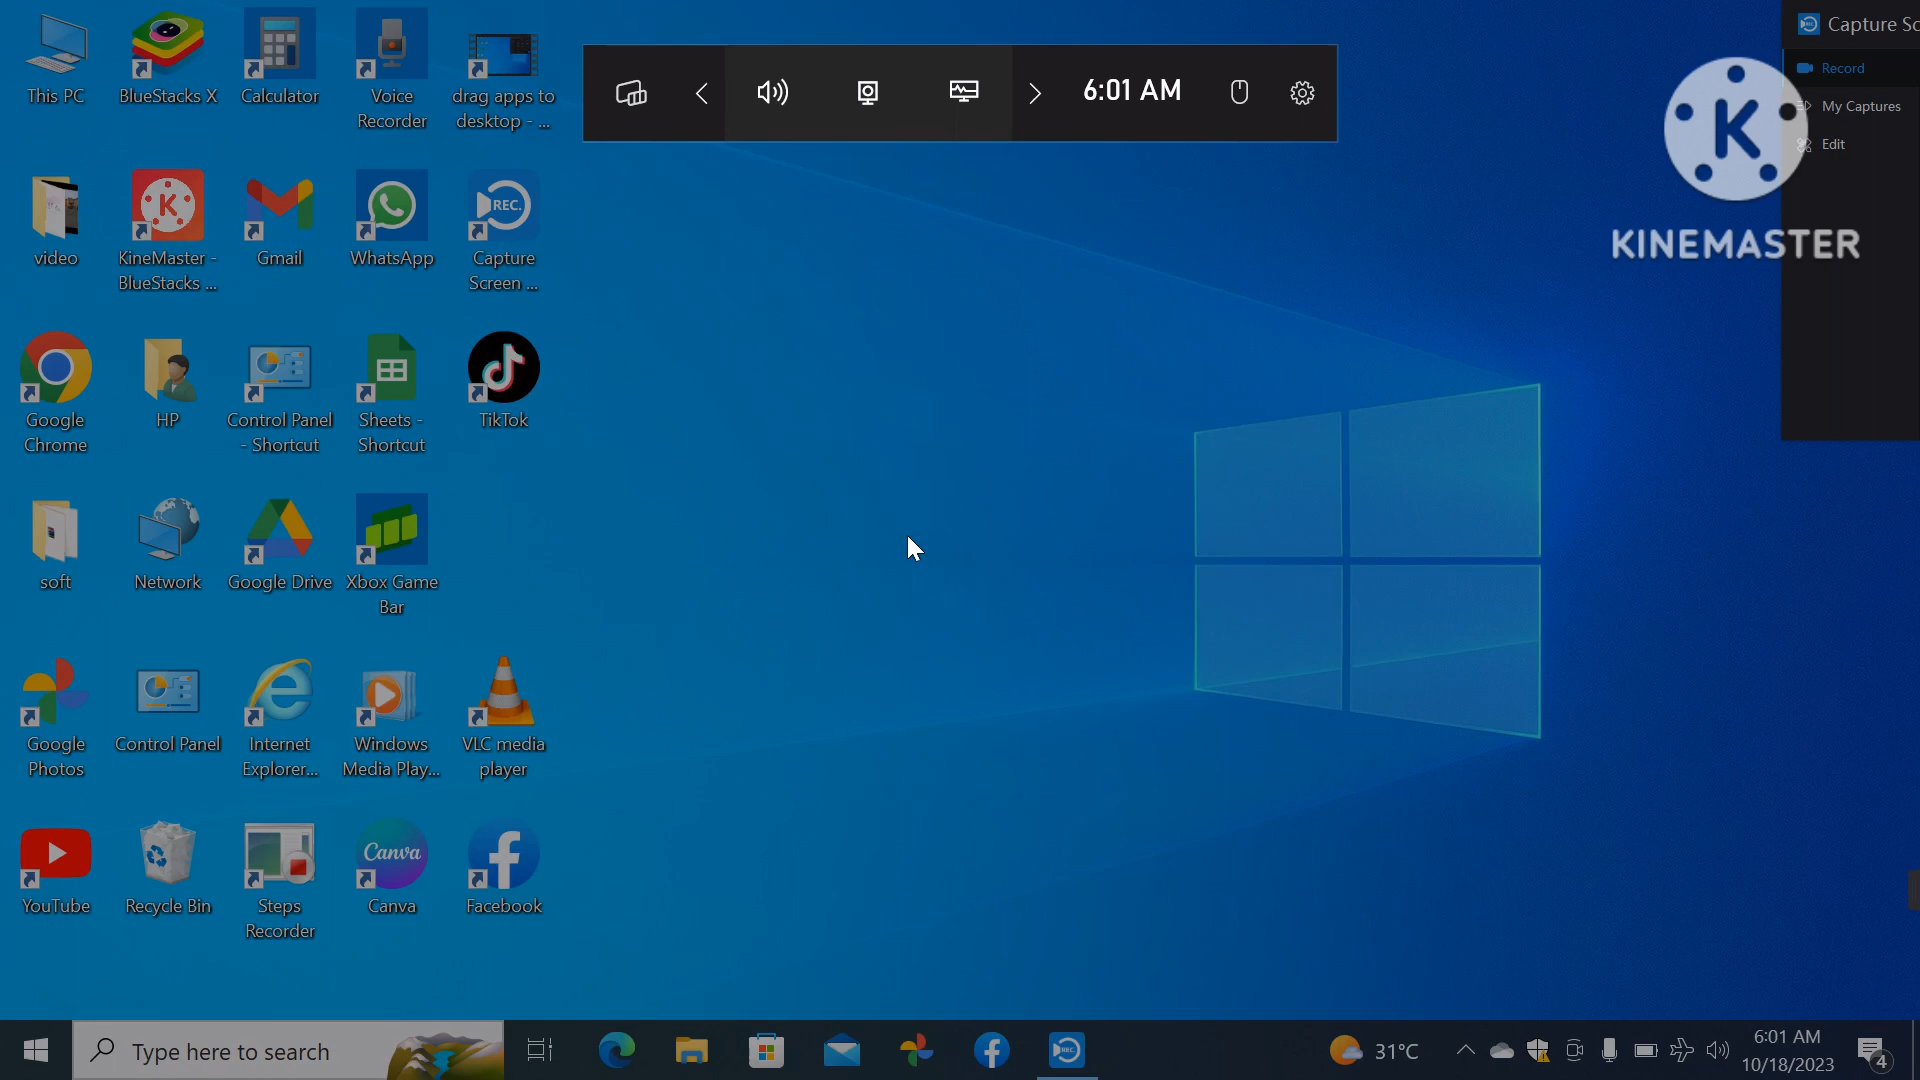 This PC
BlueStacks X
Calculator
Voice
Recorder
drag apps to
desktop - ...
6:01 AM
Capture Sc
Record
My Captures
Edit
K
KINEMASTER
video
K
KineMaster -
BlueStacks ...
Gmail
WhatsApp
REC.
Capture
Screen ...
Google
Chrome
HP
Control Panel
- Shortcut
Sheets -
Shortcut
TikTok
soft
Network
Google Drive
Xbox Game
Bar
Google
Photos
Control Panel
Internet
Explorer...
Windows
Media Play...
VLC media
player
YouTube
Recycle Bin
Steps
Recorder
Canva
Canva
Facebook
Type here to search
REC
31°C
6:01 AM
10/18/2023
4